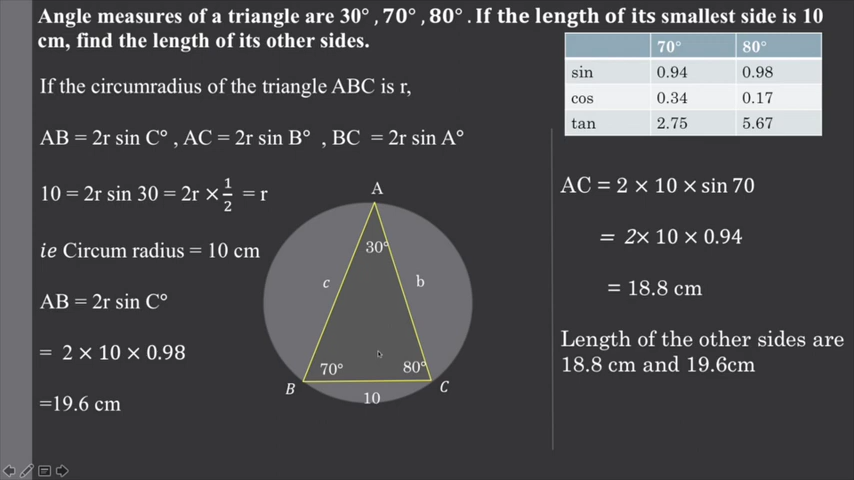 Angle measures of a triangle are 30°, 70°, 80°. If the length of its smallest side is 10
cm, find the length of its other sides.
If the circumradius of the triangle ABC is r,
AB = 2r sin C° , AC = 2r sin B° , BC = 2r sin A°
10 = 2r sin 30 = 2r × 1/2 = r
ie Circum radius = 10 cm
AB = 2r sin C°
= 2 × 10 × 0.98
=19.6 cm
A
30°
c
b
70°
80°
B
C
10
70° 80°
sin 0.94 0.98
cos 0.34 0.17
tan 2.75 5.67
AC = 2 × 10 × sin 70
= 2× 10 × 0.94
= 18.8 cm
Length of the other sides are
18.8 cm and 19.6cm